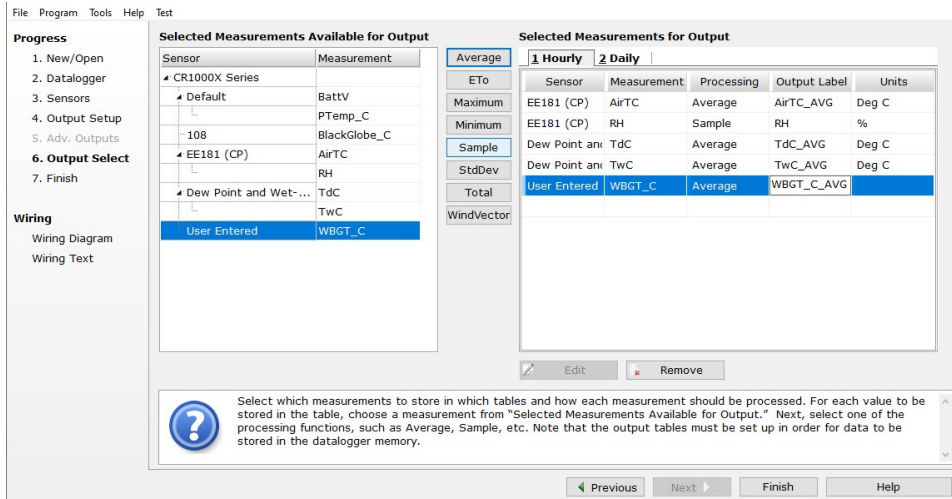 File Program Tools Help Test
Progress
1. New/Open
2. Datalogger
3. Sensors
4. Output Setup
5. Adv. Outputs
6. Output Select
7. Finish
Wiring
Wiring Diagram
Wiring Text
Selected Measurements Available for Output
Sensor Measurement
CR1000X Series
Default BattV
PTemp_C
108 BlackGlobe_C
EE181 (CP) AirTC
RH
Dew Point and Wet-... TdC
TwC
User Entered WBGT_C
Average
ETo
Maximum
Minimum
Sample
StdDev
Total
WindVector
Selected Measurements for Output
1 Hourly 2 Daily
Sensor Measurement Processing Output Label Units
EE181 (CP) AirTC Average AirTC_AVG Deg C
EE181 (CP) RH Sample RH %
Dew Point and TdC Average TdC_AVG Deg C
Dew Point and TwC Average TwC_AVG Deg C
User Entered WBGT_C Average WBGT_C_AVG
Edit Remove
Select which measurements to store in which tables and how each measurement should be processed. For each value to be
stored in the table, choose a measurement from “Selected Measurements Available for Output.” Next, select one of the
processing functions, such as Average, Sample, etc. Note that the output tables must be set up in order for data to be
stored in the datalogger memory.
Previous Next Finish Help